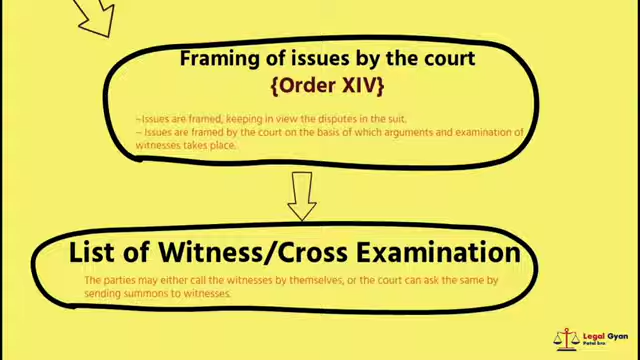 Framing of issues by the court
{Order XIV}
~Issues are framed, keeping in view the disputes in the suit.
~ Issues are framed by the court on the basis of which arguments and examination of
witnesses takes place.
List of Witness/Cross Examination
The parties may either call the witnesses by themselves, or the court can ask the same by
sending summons to witnesses.
Legal Gyan